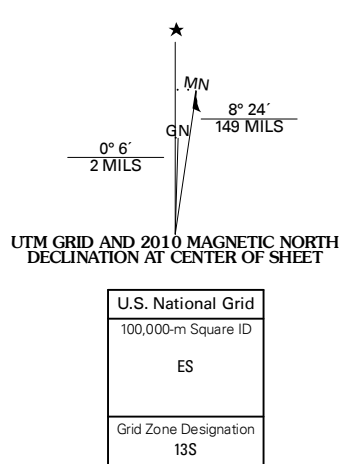 MN
8° 24´
149 MILS
GN
0° 6´
2 MILS
UTM GRID AND 2010 MAGNETIC NORTH
DECLINATION AT CENTER OF SHEET
U.S. National Grid
100,000-m Square ID
ES
Grid Zone Designation
13S